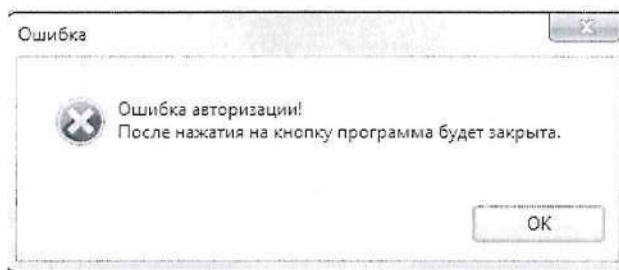 Ошибка
Ошибка авторизации!
После нажатия на кнопку программа будет закрыта.
OK